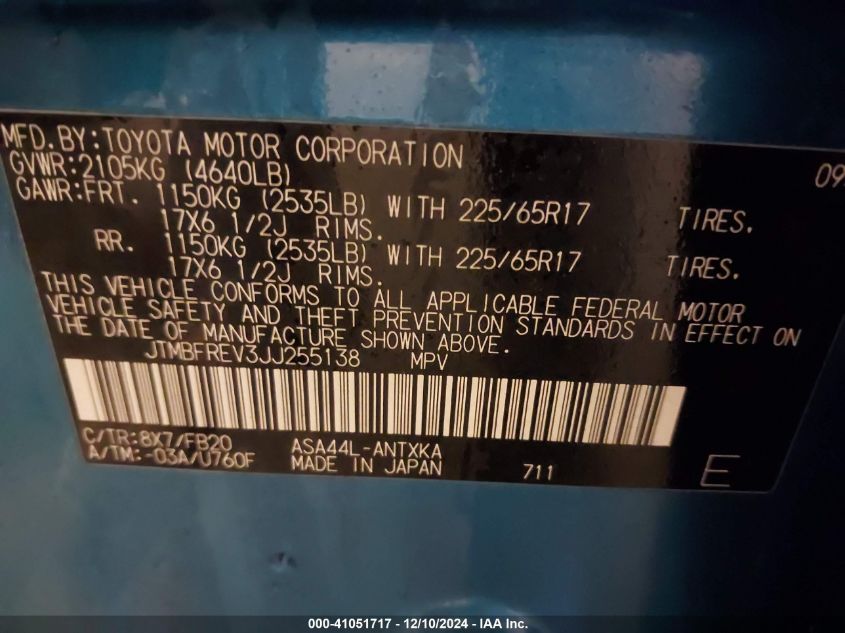 MFD.BY:TOYOTA MOTOR CORPORATION 09
GVWR:2105KG (4640LB)
GAWR:FRT. 1150KG (2535LB) WITH 225/65R17 TIRES.
17X6 1/2J RIMS.
RR. 1150KG (2535LB) WITH 225/65R17 TIRES.
17X6 1/2J RIMS.
THIS VEHICLE CONFORMS TO ALL APPLICABLE FEDERAL MOTOR
VEHICLE SAFETY AND THEFT PREVENTION STANDARDS IN EFFECT ON
THE DATE OF MANUFACTURE SHOWN ABOVE.
JTMBFREV3JJ255138 MPV
C/TR:8X7/FB20 ASA44L-ANTXKA
A/TM:-03A/U760F MADE IN JAPAN 711 E
000-41051717 - 12/10/2024 - IAA Inc.